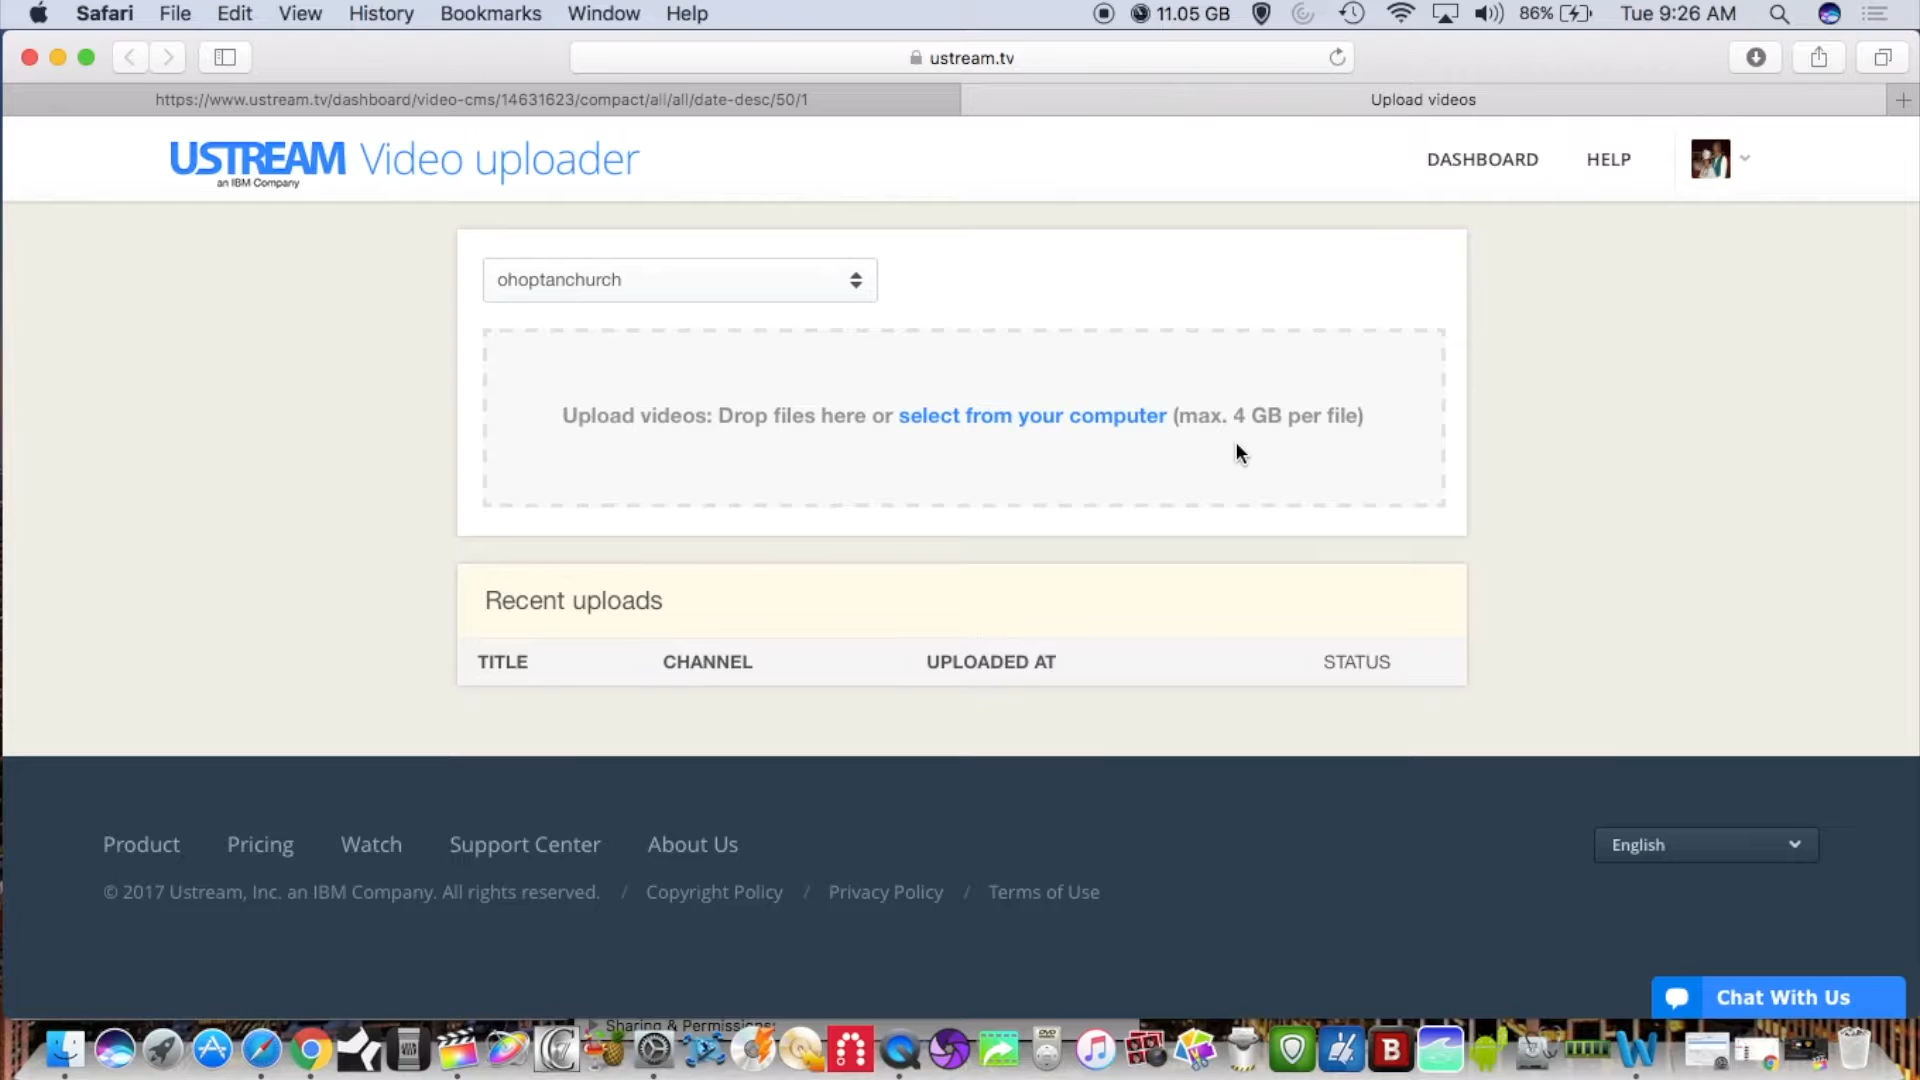 Safari File Edit View History Bookmarks Window Help 11.05 GB 86% Tue 9:26 AM
ustream.tv
https://www.ustream.tv/dashboard/video-cms/14631623/compact/all/all/date-desc/50/1 Upload videos
USTREAM Video uploader DASHBOARD HELP
an IBM Company
ohoptanchurch
Upload videos: Drop files here or select from your computer (max. 4 GB per file)
Recent uploads
TITLE CHANNEL UPLOADED AT STATUS
Product Pricing Watch Support Center About Us English
© 2017 Ustream, Inc. an IBM Company. All rights reserved. / Copyright Policy / Privacy Policy / Terms of Use
Chat With Us
Sharing & Permissions: